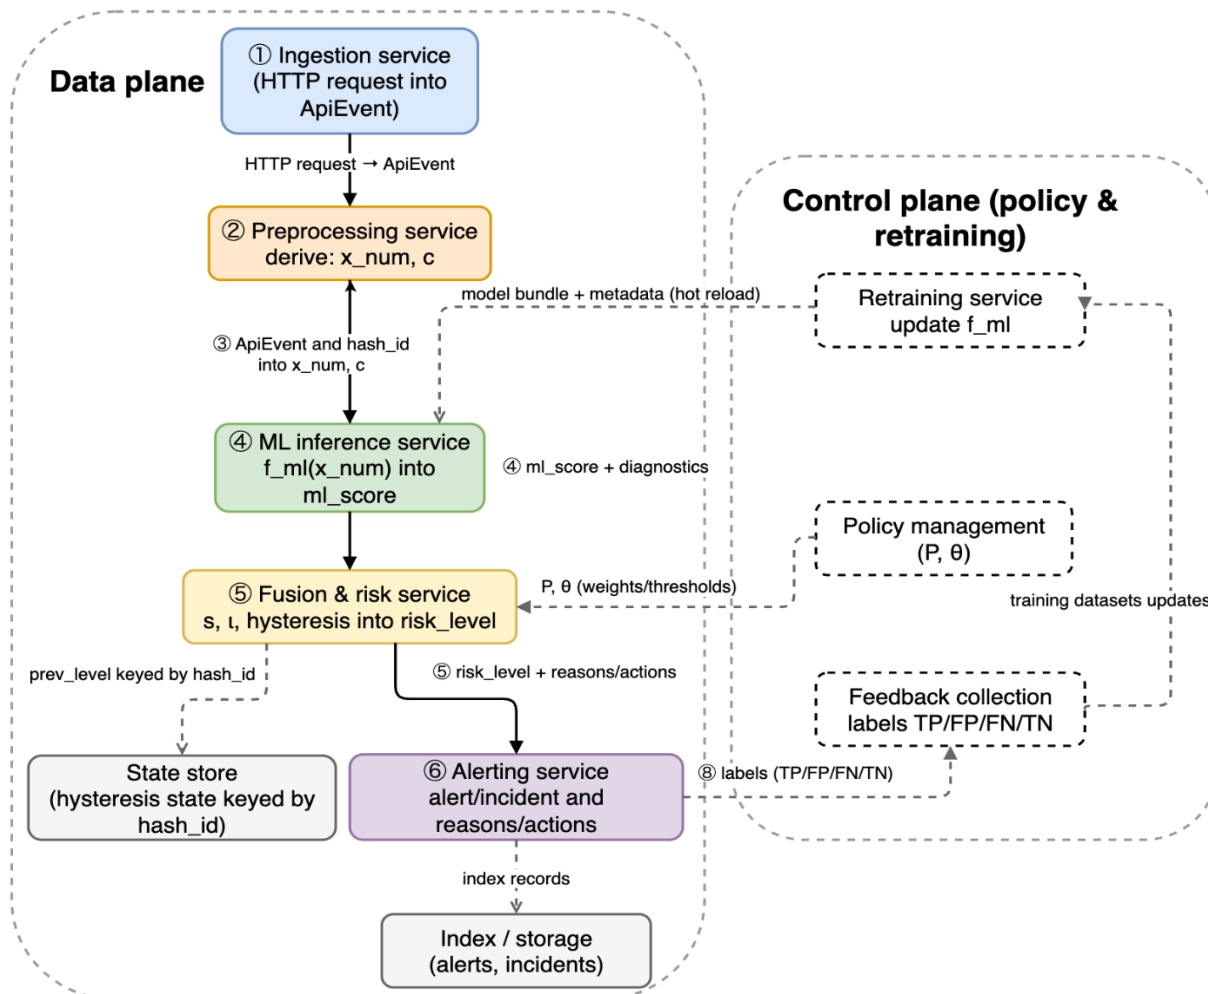 ① Ingestion service
(HTTP request into
ApiEvent)
Data plane
HTTP request → ApiEvent
Control plane (policy &
retraining)
② Preprocessing service
derive: x_num, c
model bundle + metadata (hot reload)
Retraining service
update f_ml
③ ApiEvent and hash_id
into x_num, c
④ ML inference service
f_ml(x_num) into
ml_score
④ ml_score + diagnostics
Policy management
(P, θ)
⑤ Fusion & risk service
s, ι, hysteresis into risk_level
P, θ (weights/thresholds)
training datasets updates
prev_level keyed by hash_id
⑤ risk_level + reasons/actions
Feedback collection
labels TP/FP/FN/TN
State store
(hysteresis state keyed by
hash_id)
⑥ Alerting service
alert/incident and
reasons/actions
⑧ labels (TP/FP/FN/TN)
index records
Index / storage
(alerts, incidents)